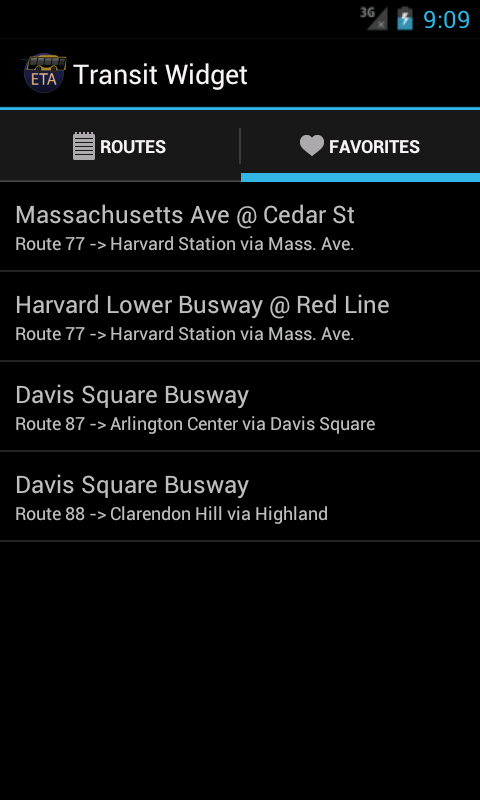 3G
9:09
ETA
Transit Widget
ROUTES
FAVORITES
Massachusetts Ave @ Cedar St
Route 77 -> Harvard Station via Mass. Ave.
Harvard Lower Busway @ Red Line
Route 77 -> Harvard Station via Mass. Ave.
Davis Square Busway
Route 87 -> Arlington Center via Davis Square
Davis Square Busway
Route 88 -> Clarendon Hill via Highland